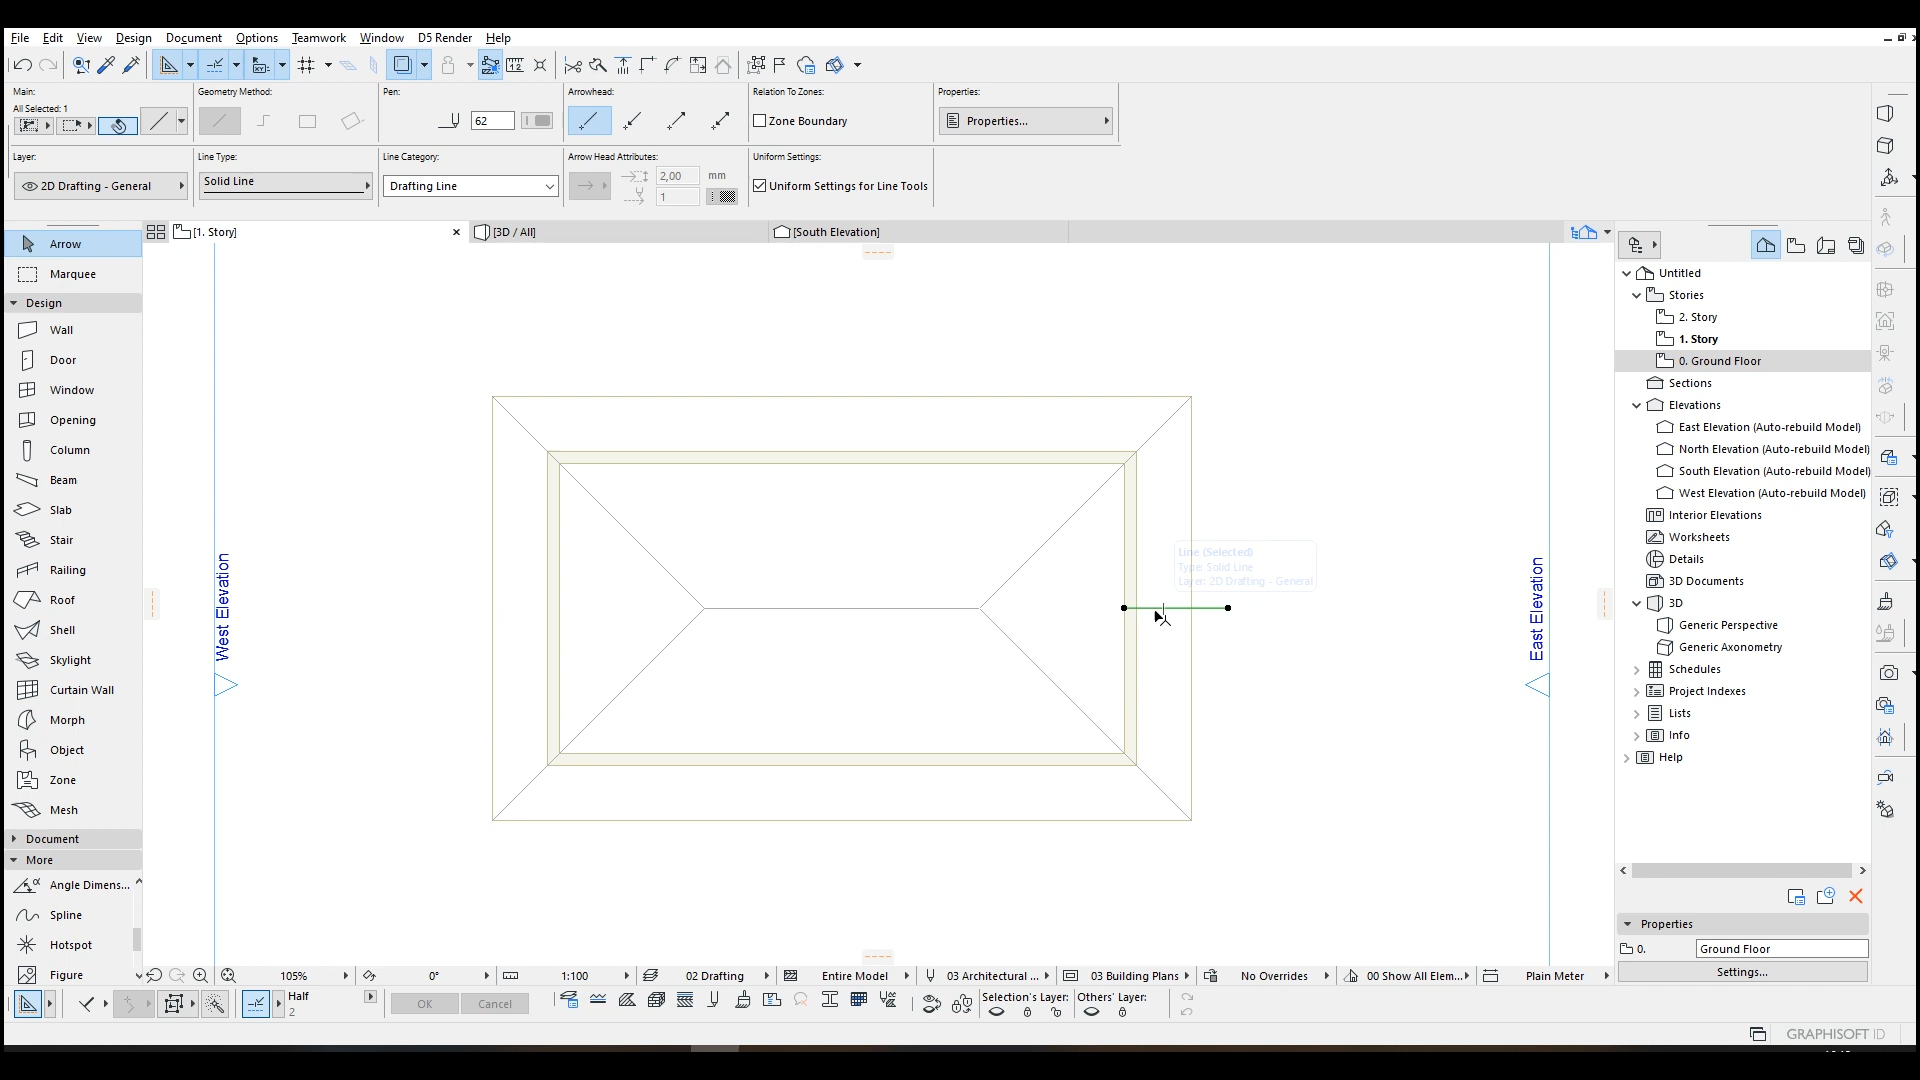 File Edit View Design Document Options Teamwork Window D5 Render Help
Main:
All Selected: 1
Geometry Method:
Pen:
62
Arrowhead:
Relation To Zones:
Zone Boundary
Properties:
Properties...
Layer:
2D Drafting - General
Line Type:
Solid Line
Line Category:
Drafting Line
Arrow Head Attributes:
2,00 mm
1
Uniform Settings:
Uniform Settings for Line Tools
[1. Story]
[3D / All]
[South Elevation]
Arrow
Marquee
Design
Wall
Door
Window
Opening
Column
Beam
Slab
Stair
Railing
Roof
Shell
Skylight
Curtain Wall
Morph
Object
Zone
Mesh
Document
More
Angle Dimens...
Spline
Hotspot
Figure
West Elevation
East Elevation
Line (Selected)
Type: Solid Line
Layer: 2D Drafting - General
Untitled
Stories
2. Story
1. Story
0. Ground Floor
Sections
Elevations
East Elevation (Auto-rebuild Model)
North Elevation (Auto-rebuild Model)
South Elevation (Auto-rebuild Model)
West Elevation (Auto-rebuild Model)
Interior Elevations
Worksheets
Details
3D Documents
3D
Generic Perspective
Generic Axonometry
Schedules
Project Indexes
Lists
Info
Help
Properties
0. Ground Floor
Settings...
105% 0° 1:100 02 Drafting Entire Model 03 Architectural ... 03 Building Plans No Overrides 00 Show All Elem... Plain Meter
Half
2
OK
Cancel
Selection's Layer:
Others' Layer:
GRAPHISOFT ID